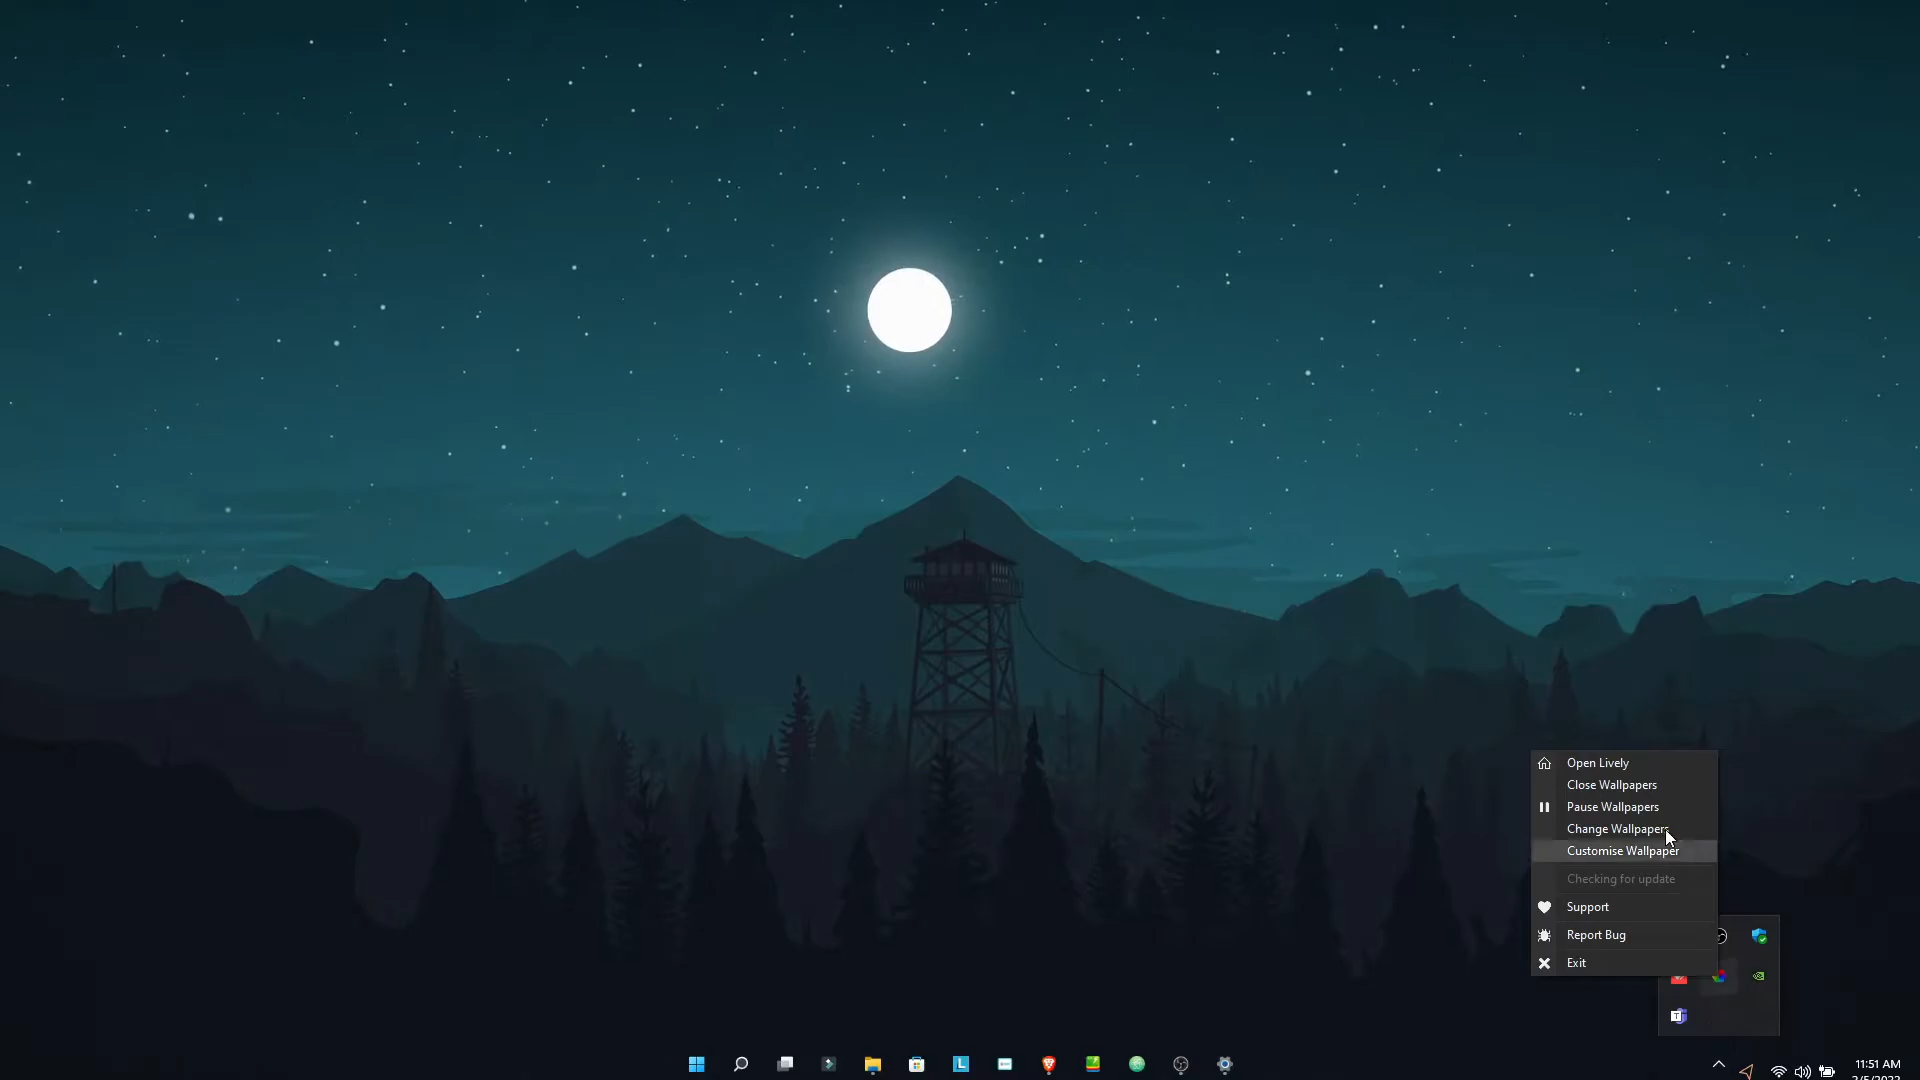 Open Lively
Close Wallpapers
Pause Wallpapers
Change Wallpapers
Customise Wallpaper
Checking for update
Support
Report Bug
Exit
L
11:51 AM